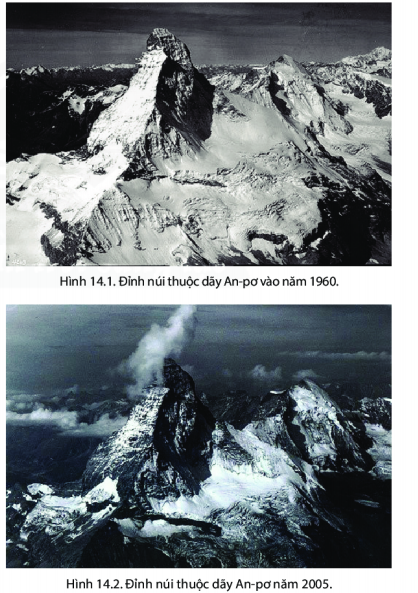 Hình 14.1. Đỉnh núi thuộc dãy An-pơ vào năm 1960.
Hình 14.2. Đỉnh núi thuộc dãy An-pơ năm 2005.